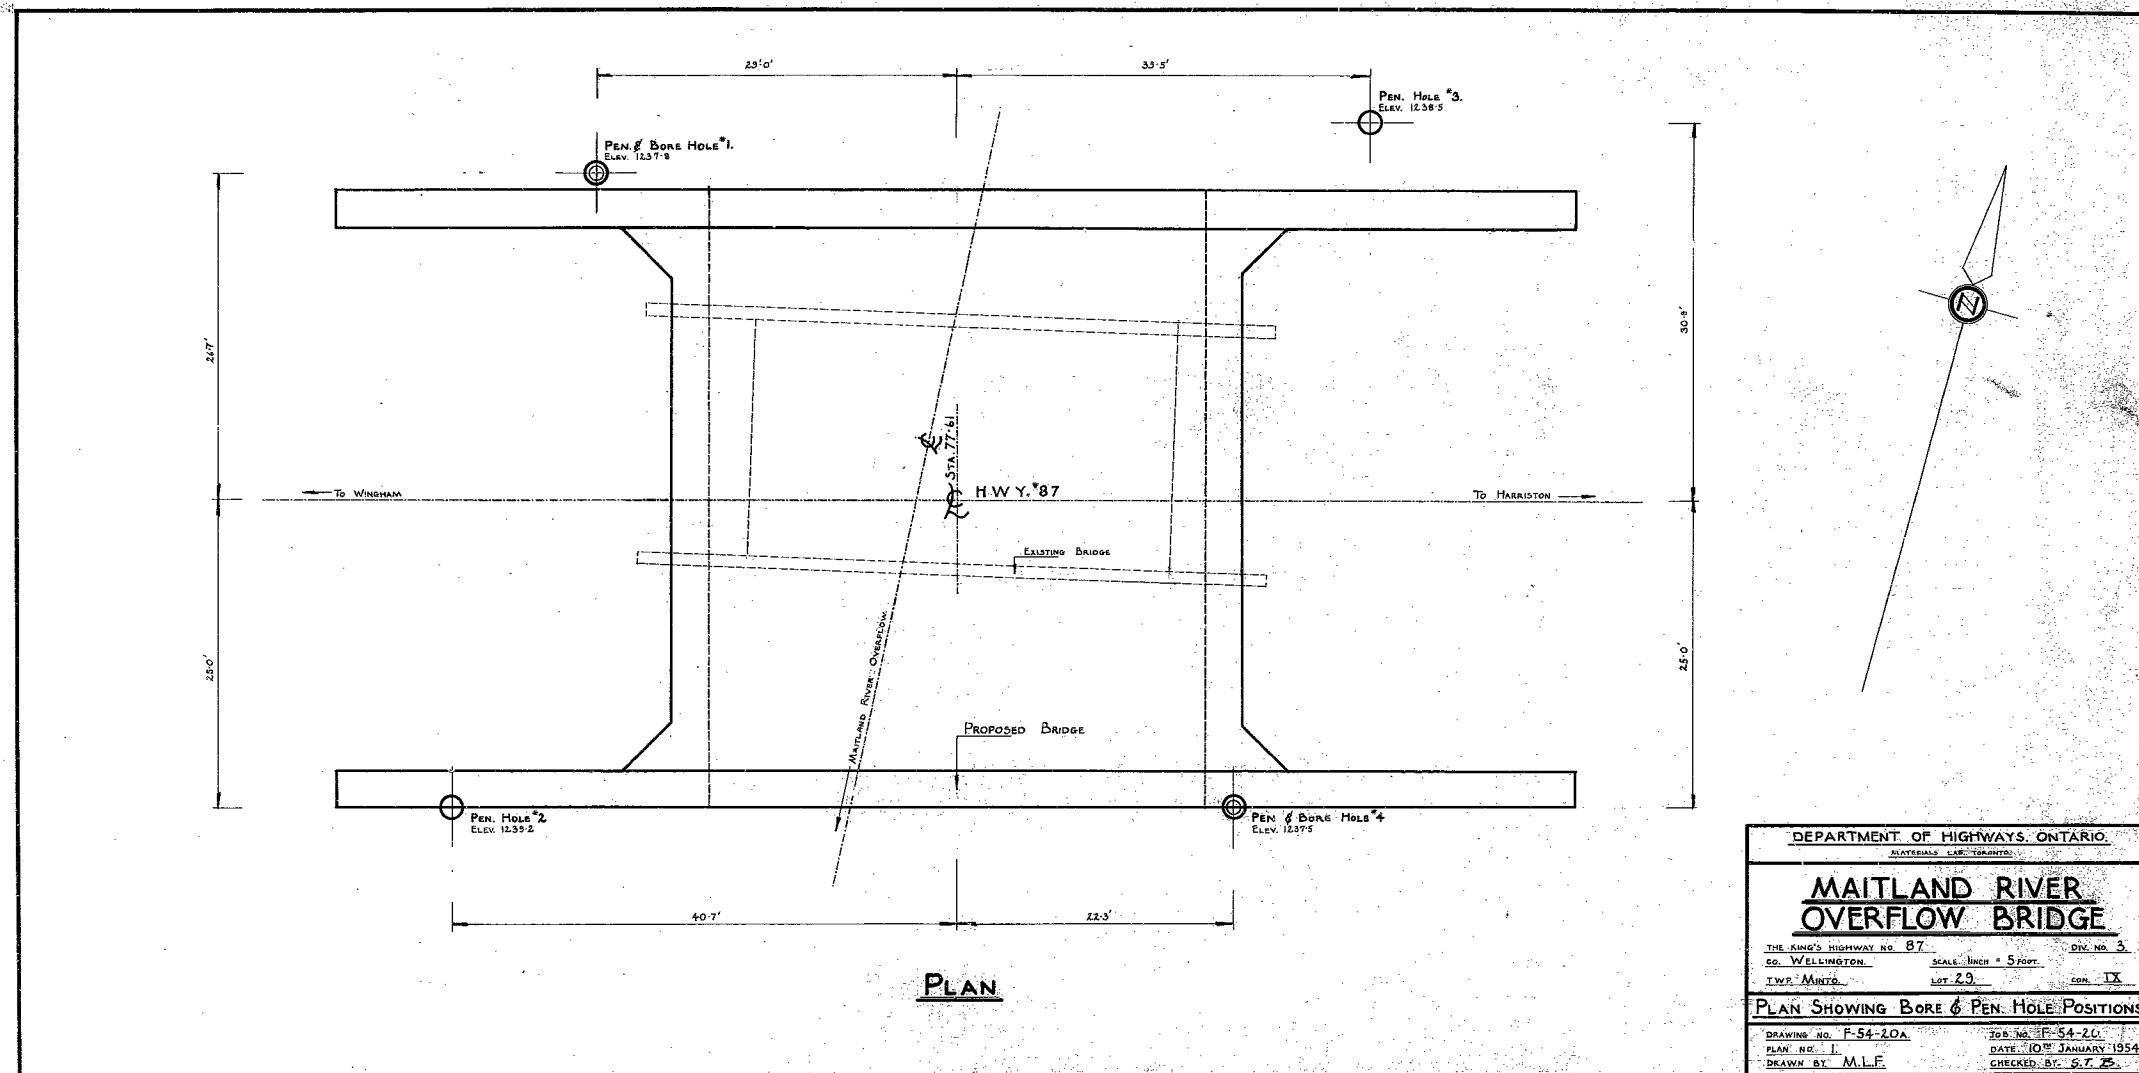 29'·0'
33·5'
PEN. HOLE #3.
ELEV. 1238·5
PEN. & BORE HOLE #1.
ELEV. 1237·8
26·7'
30·8'
STA. 77·61
TO WINGHAM
H W Y. #87
TO HARRISTON
EXISTING BRIDGE
MAITLAND RIVER OVERFLOW.
25·0'
25·0'
PROPOSED BRIDGE
PEN. HOLE #2
ELEV. 1239·2
PEN & BORE HOLE #4
ELEV. 1237·5
40·7'
22·3'
PLAN
N
DEPARTMENT OF HIGHWAYS. ONTARIO.
MATERIALS LAB. TORONTO.
MAITLAND RIVER
OVERFLOW BRIDGE
THE KING'S HIGHWAY NO. 87 DIV. NO. 3.
CO. WELLINGTON. SCALE. 1INCH = 5 FOOT.
TWP. MINTO. LOT 29. CON. IX
PLAN SHOWING BORE & PEN. HOLE POSITIONS
DRAWING NO. F-54-20A. JOB NO. F-54-20.
PLAN NO. 1. DATE. 10TH JANUARY 1954
DRAWN BY. M.L.F. CHECKED BY. S.T.B.